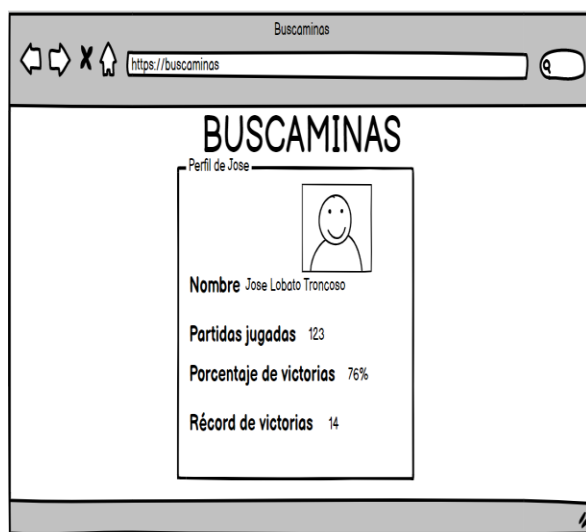 Buscaminas
https://buscaminas
BUSCAMINAS
Perfil de Jose
Nombre Jose Lobato Troncoso
Partidas jugadas 123
Porcentaje de victorias 76%
Récord de victorias 14